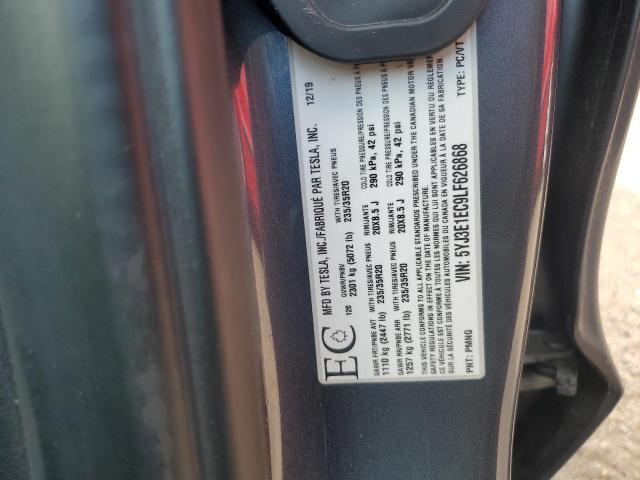 MFD BY TESLA, INC./FABRIQUÉ PAR TESLA, INC. 12/19
EC
128
GVWR/PNBV WITH TIRES/AVEC PNEUS
2301 kg (5072 lb) 235/35R20
GAWR FRT/PNBE AVT WITH TIRES/AVEC PNEUS RIMS/JANTE COLD TIRE PRESSURE/PRESSION DES PNEUS À
1110 kg (2447 lb) 235/35R20 20X8.5 J 290 kPa, 42 psi
GAWR RR/PNBE ARR WITH TIRES/AVEC PNEUS RIMS/JANTE COLD TIRE PRESSURE/PRESSION DES PNEUS À
1257 kg (2771 lb) 235/35R20 20X8.5 J 290 kPa, 42 psi
THIS VEHICLE CONFORMS TO ALL APPLICABLE STANDARDS PRESCRIBED UNDER THE CANADIAN MOTOR
SAFETY REGULATIONS IN EFFECT ON THE DATE OF MANUFACTURE.
CE VÉHICULE EST CONFORME À TOUTES LES NORMES QUI LUI SONT APPLICABLES EN VERTU DU RÈGLEMENT
LA SÉCURITÉ DES VÉHICULES AUTOMOBILES DU CANADA EN VIGUEUR À LA DATE DE SA FABRICATION
VIN: 5YJ3E1EC9LF626868 TYPE: PC/VT
PNT: PMNG